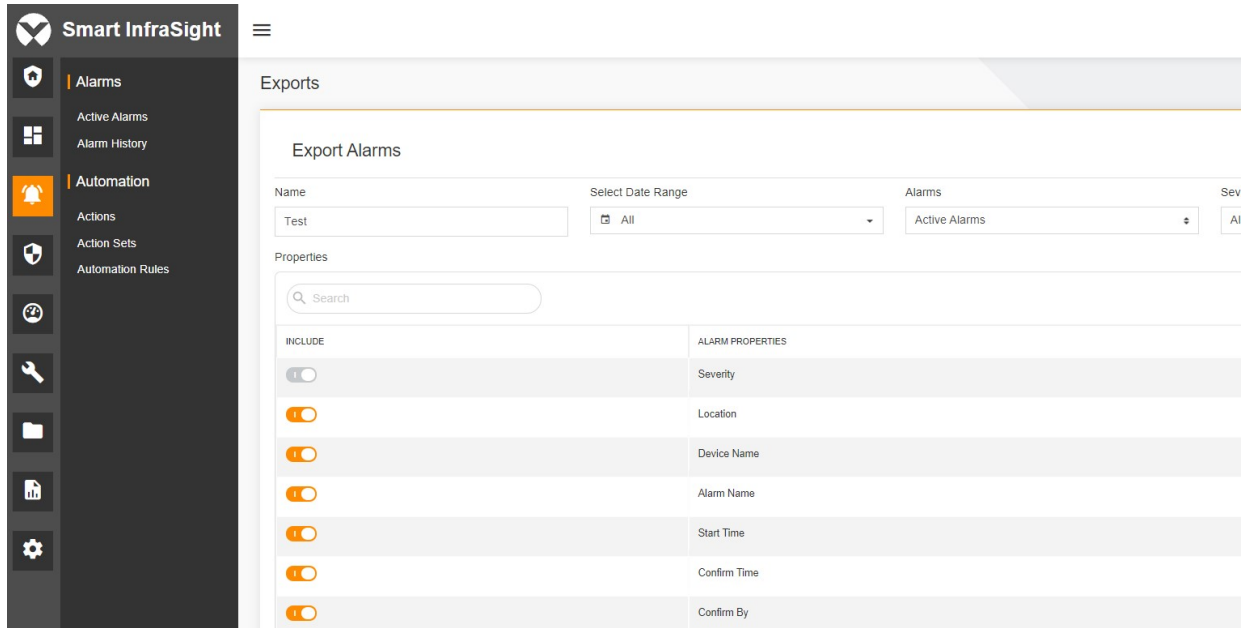 Smart InfraSight
Alarms
Active Alarms
Alarm History
Automation
Actions
Action Sets
Automation Rules
Exports
Export Alarms
Name
Select Date Range
Alarms
Sev
Test
All
Active Alarms
Al
Properties
Search
INCLUDE
ALARM PROPERTIES
Severity
Location
Device Name
Alarm Name
Start Time
Confirm Time
Confirm By